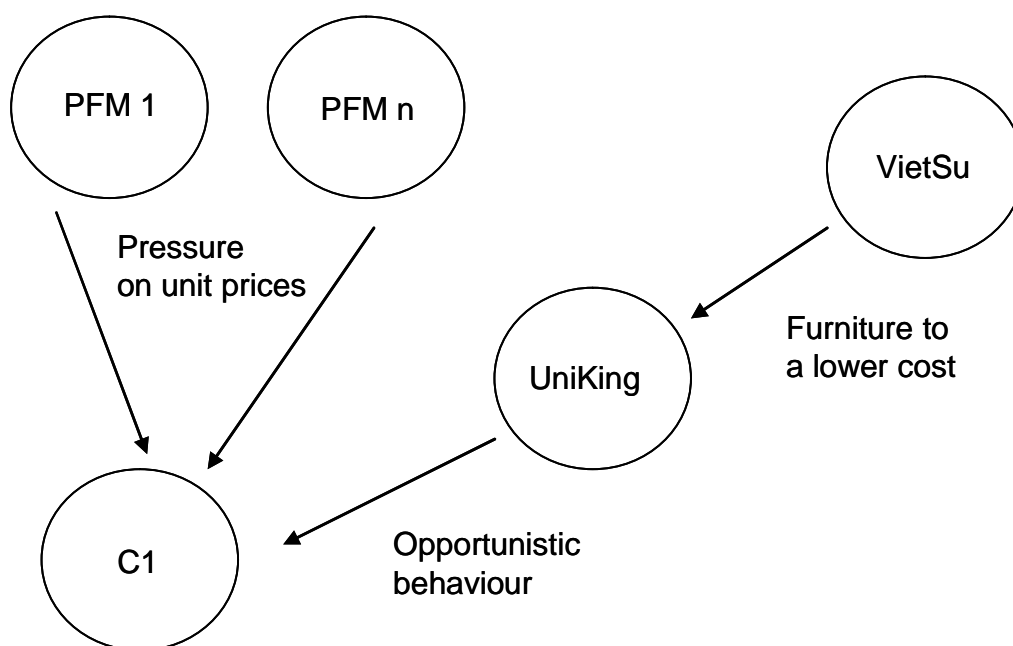 PFM 1
PFM n
VietSu
Pressure
on unit prices
Furniture to
a lower cost
UniKing
Opportunistic
behaviour
C1